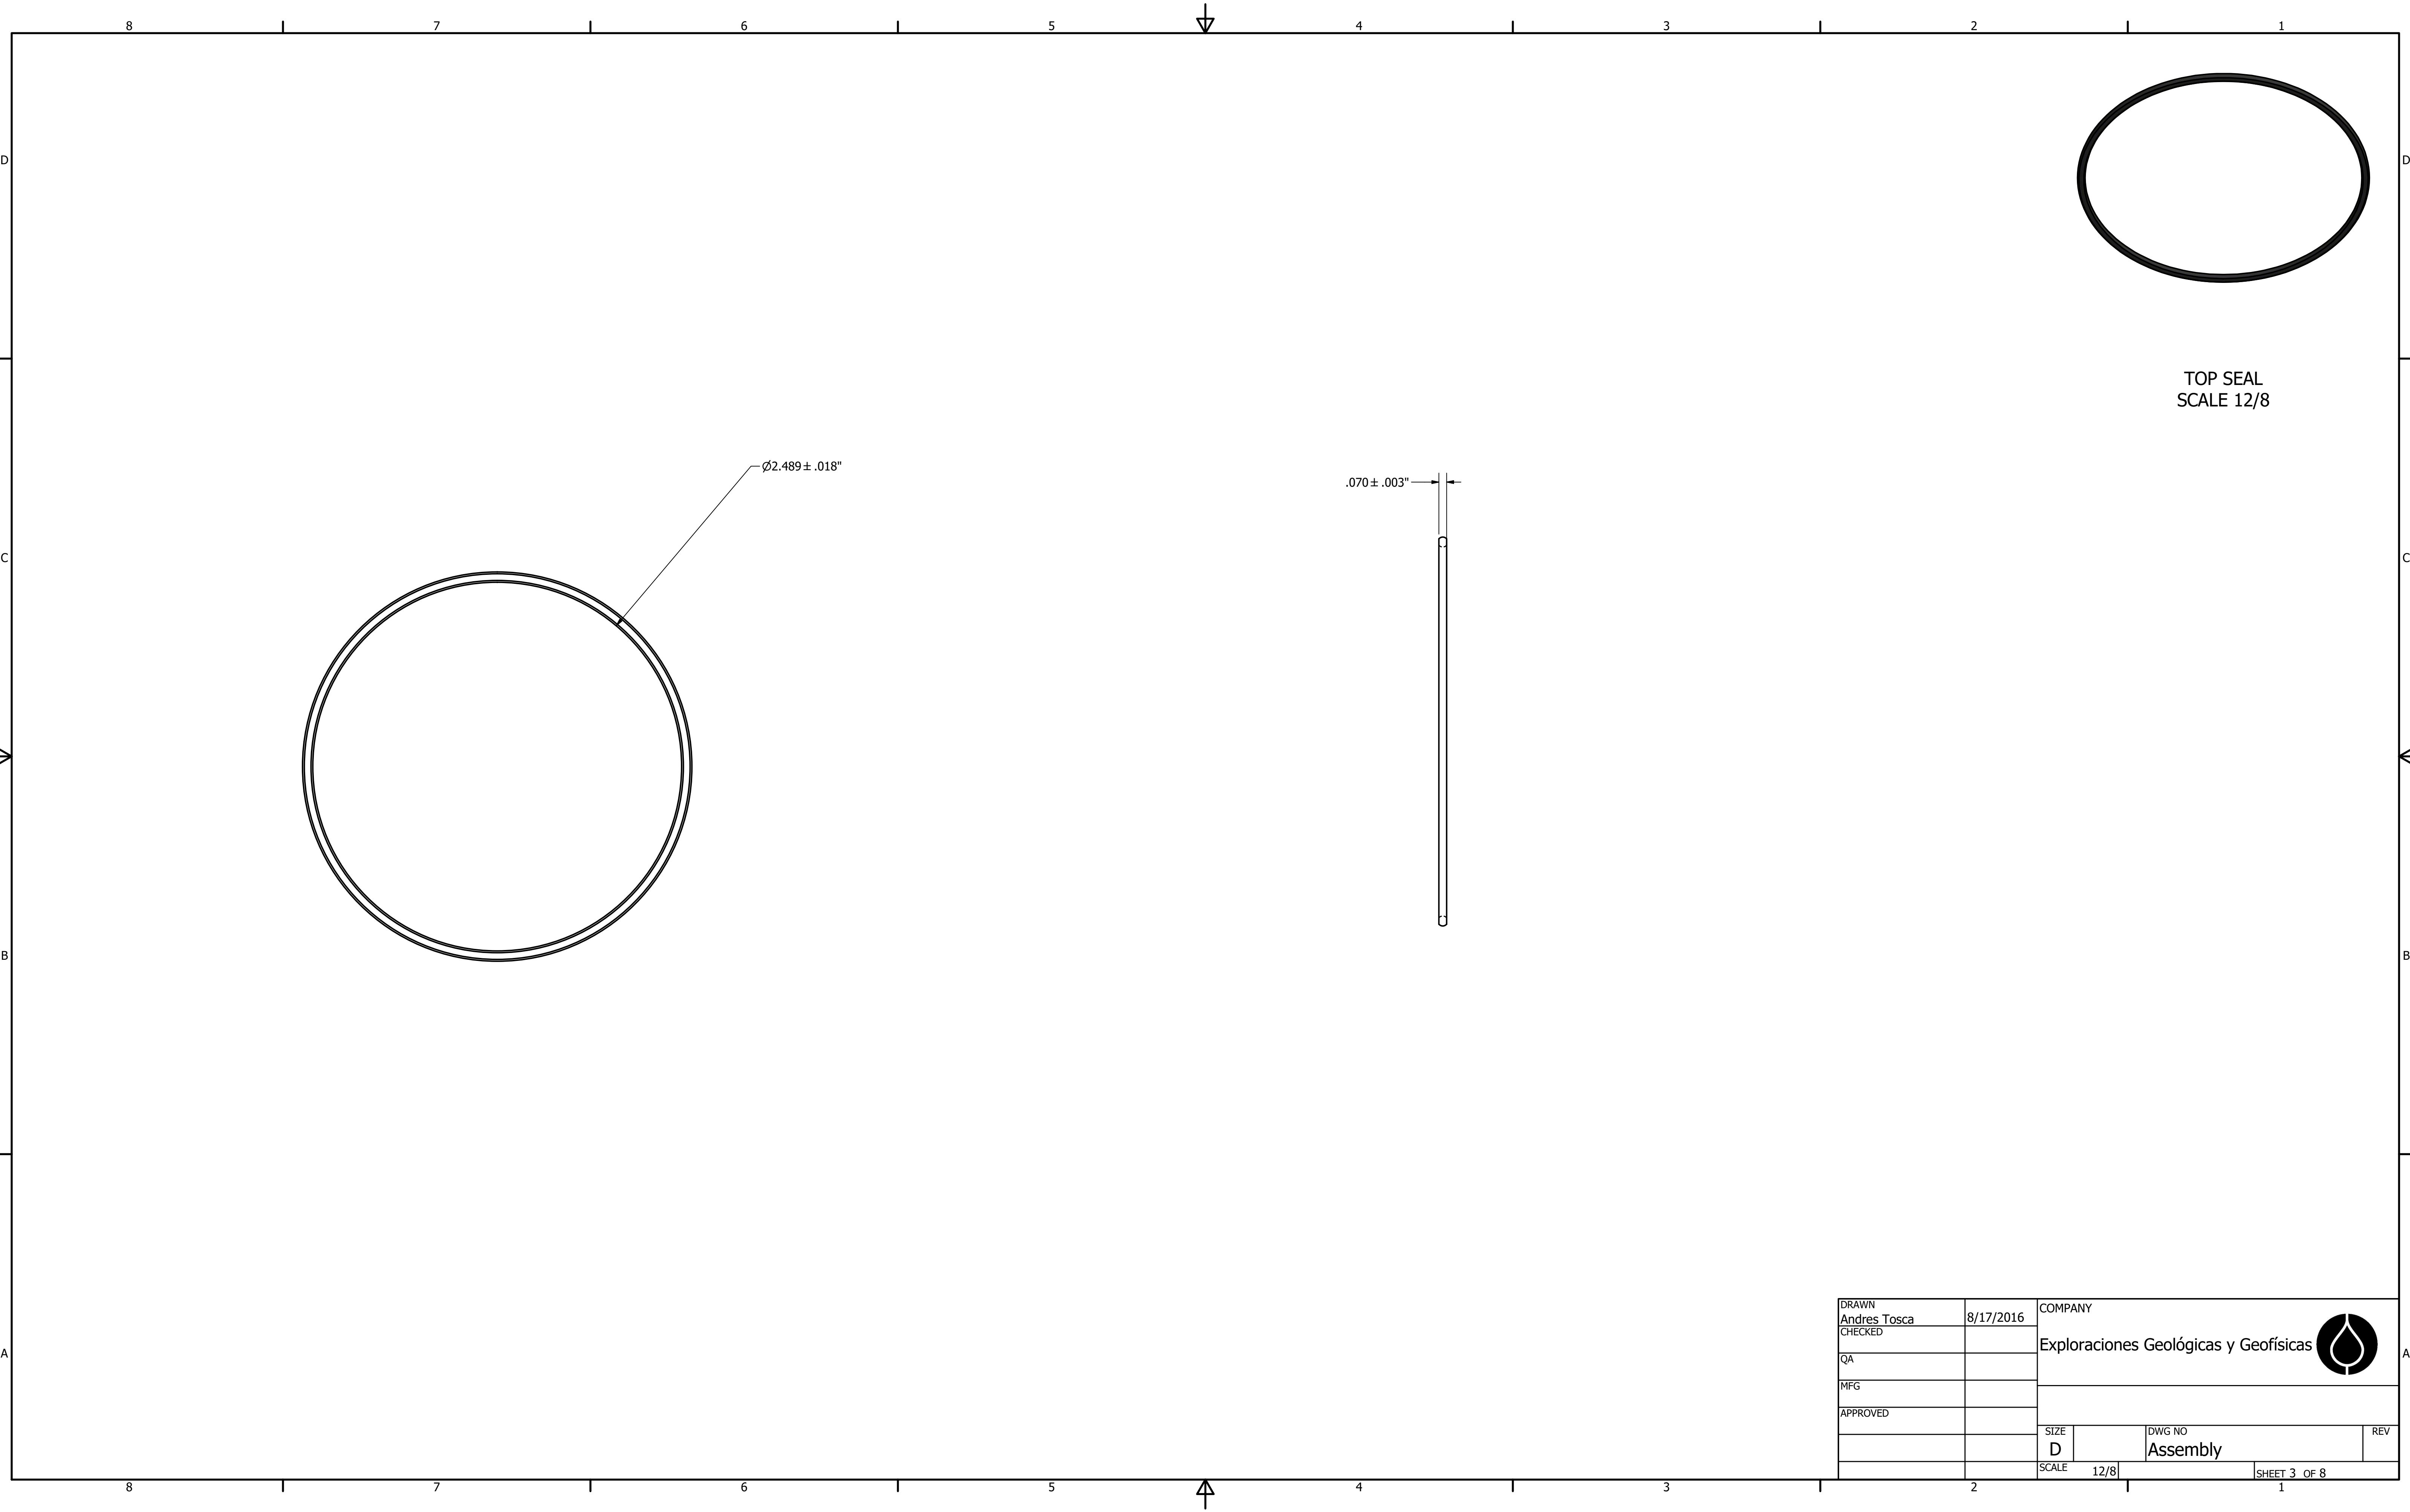 8 7 6 5 4 3 2 1
D D
TOP SEAL
SCALE 12/8
Ø2.489± .018"
.070± .003"
C C
B B
DRAWN
Andres Tosca 8/17/2016
COMPANY
CHECKED
Exploraciones Geológicas y Geofísicas
A A
QA
MFG
APPROVED
SIZE DWG NO REV
D Assembly
SCALE 12/8 SHEET 3 OF 8
8 7 6 5 4 3 2 1